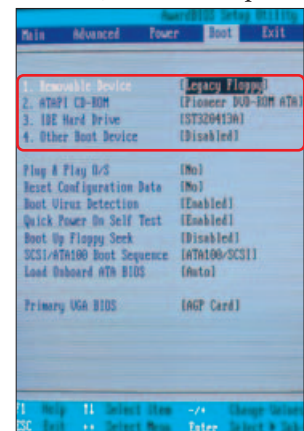 AwardBIOS Setup Utility
Main Advanced Power Boot Exit
1. Removable Device [Legacy Floppy]
2. ATAPI CD-ROM [Pioneer DVD-ROM ATA]
3. IDE Hard Drive [ST320413A]
4. Other Boot Device [Disabled]
Plug & Play O/S [No]
Reset Configuration Data [No]
Boot Virus Detection [Enabled]
Quick Power On Self Test [Enabled]
Boot Up Floppy Seek [Disabled]
SCSI/ATA100 Boot Sequence [ATA100/SCSI]
Load Onboard ATA BIOS [Auto]
Primary VGA BIOS [AGP Card]
F1 Help ↑↓ Select Item -/+ Change Values
ESC Exit ↔ Select Menu Enter Select ▶ Sub